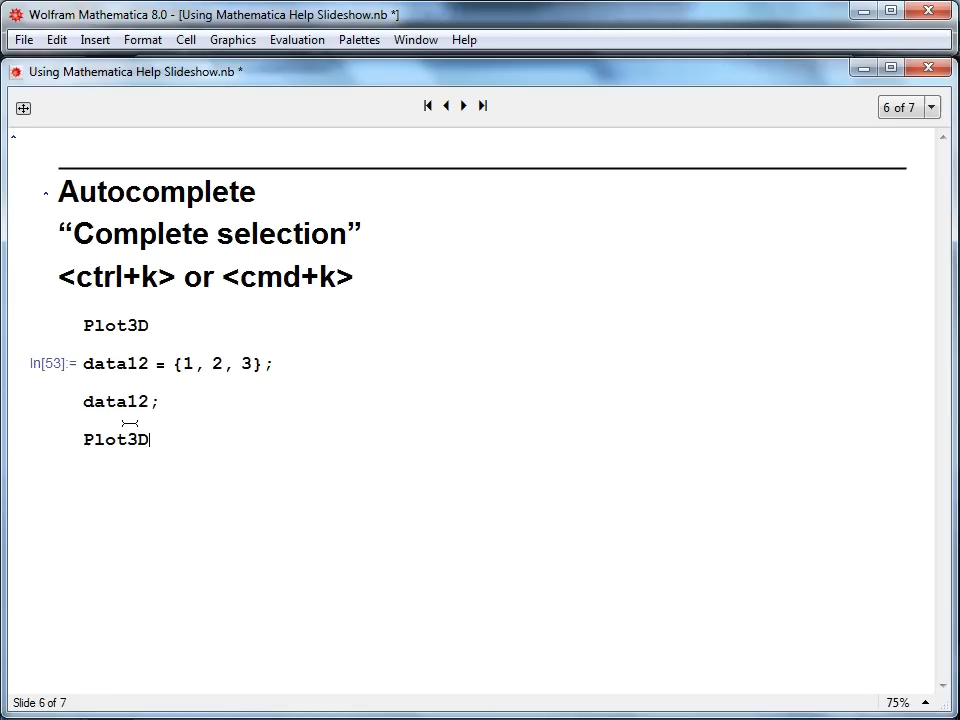 Wolfram Mathematica 8.0 - [Using Mathematica Help Slideshow.nb *]
File Edit Insert Format Cell Graphics Evaluation Palettes Window Help
Using Mathematica Help Slideshow.nb *
6 of 7
Autocomplete
“Complete selection”
<ctrl+k> or <cmd+k>
Plot3D
In[53]:= data12 = {1, 2, 3};
data12;
Plot3D
Slide 6 of 7
75%